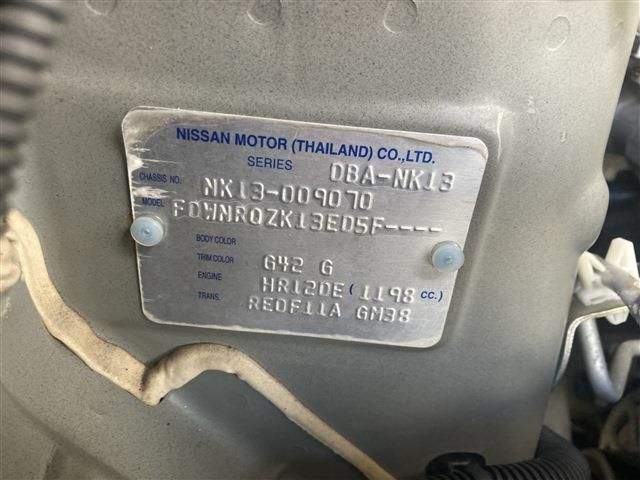 NISSAN MOTOR (THAILAND) CO.,LTD.
SERIES DBA-NK13
CHASSIS NO. NK13-009070
MODEL FDWNRQZK13ED5F----
BODY COLOR
TRIM COLOR G42 G
ENGINE HR12DE (1198 CC.)
TRANS. RE0F11A GM38